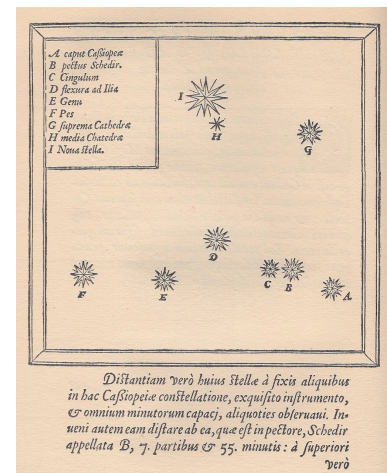 A caput Caßiopeæ
B pectus Schedir.
C Cingulum
D flexura ad Ilia
E Genu
F Pes
G suprema Cathedræ
H media Chatedræ
I Noua stella.
I
H
G
D
F
E
C
B
A
Distantiam verò huius stellæ à fixis aliquibus
in hac Caßiopeiæ constellatione, exquisito instrumento,
& omnium minutorum capacj, aliquoties obseruaui. In-
ueni autem eam distare ab ea, quæ est in pectore, Schedir
appellata B, 7. partibus & 55. minutis : à superiori
verò